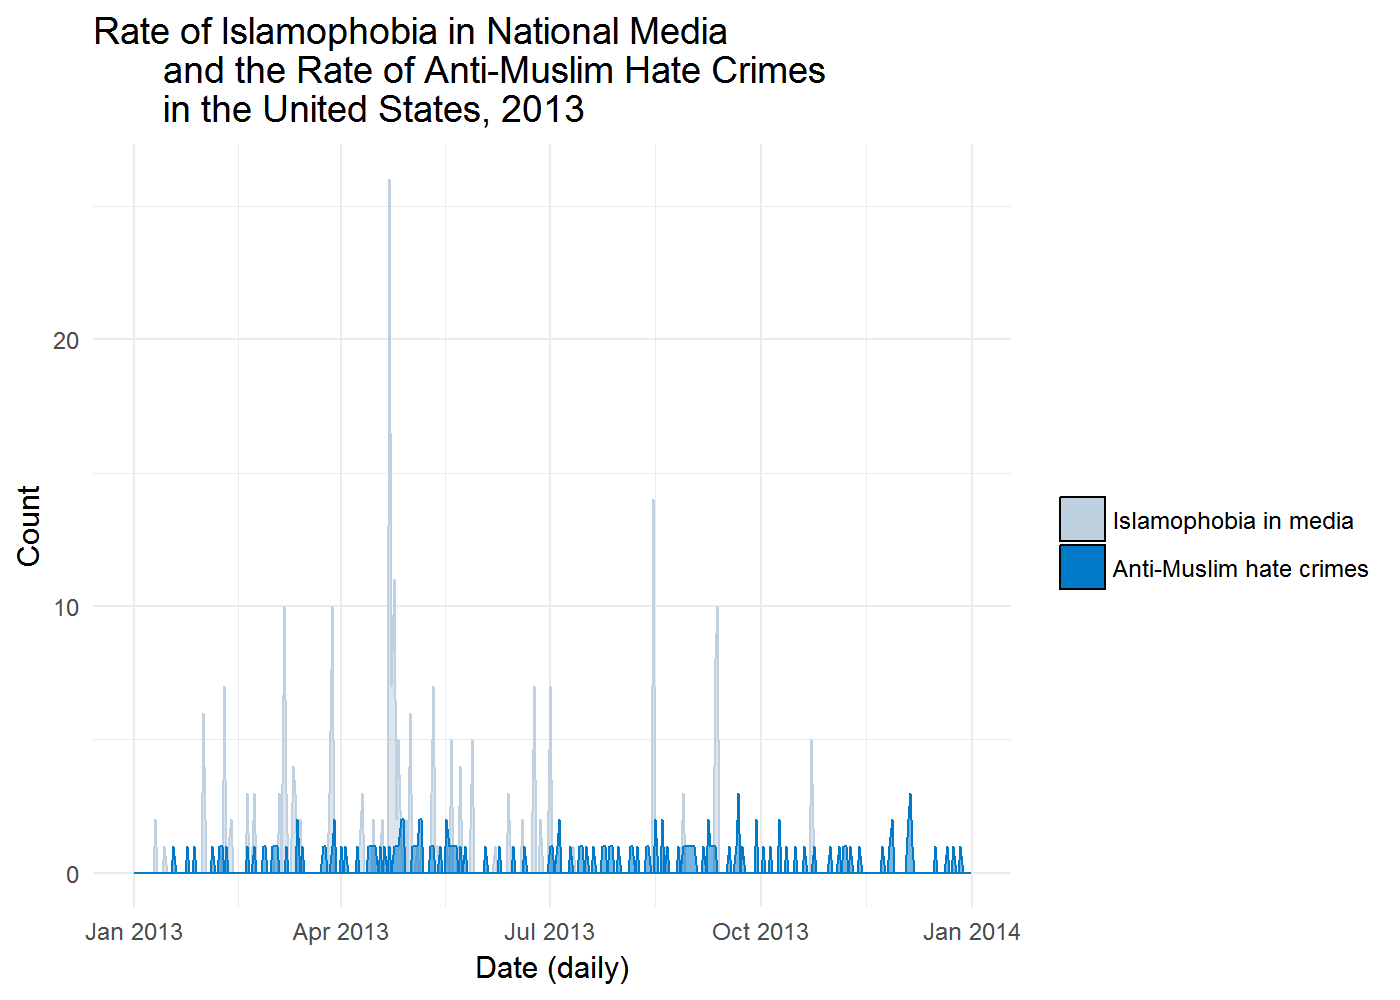 Rate of Islamophobia in National Media
and the Rate of Anti-Muslim Hate Crimes
in the United States, 2013
Count
20
10
0
Jan 2013
Apr 2013
Jul 2013
Oct 2013
Jan 2014
Date (daily)
Islamophobia in media
Anti-Muslim hate crimes